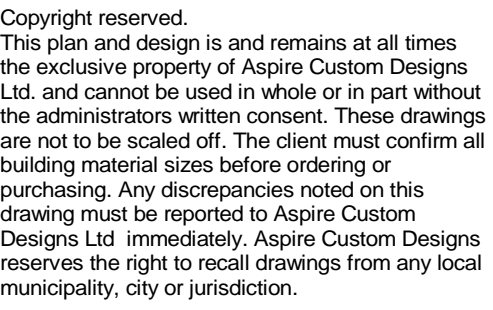 Copyright reserved.
This plan and design is and remains at all times
the exclusive property of Aspire Custom Designs
Ltd. and cannot be used in whole or in part without
the administrators written consent. These drawings
are not to be scaled off. The client must confirm all
building material sizes before ordering or
purchasing. Any discrepancies noted on this
drawing must be reported to Aspire Custom
Designs Ltd  immediately. Aspire Custom Designs
reserves the right to recall drawings from any local
municipality, city or jurisdiction.